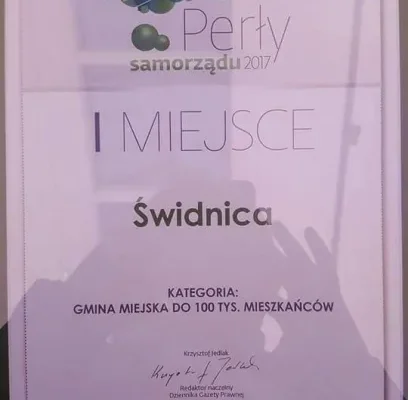 Perły
samorządu 2017
I MIEJSCE
Świdnica
KATEGORIA:
GMINA MIEJSKA DO 100 TYS. MIESZKAŃCÓW
Krzysztof Jedlak
Redaktor naczelny
Dziennika Gazety Prawnej